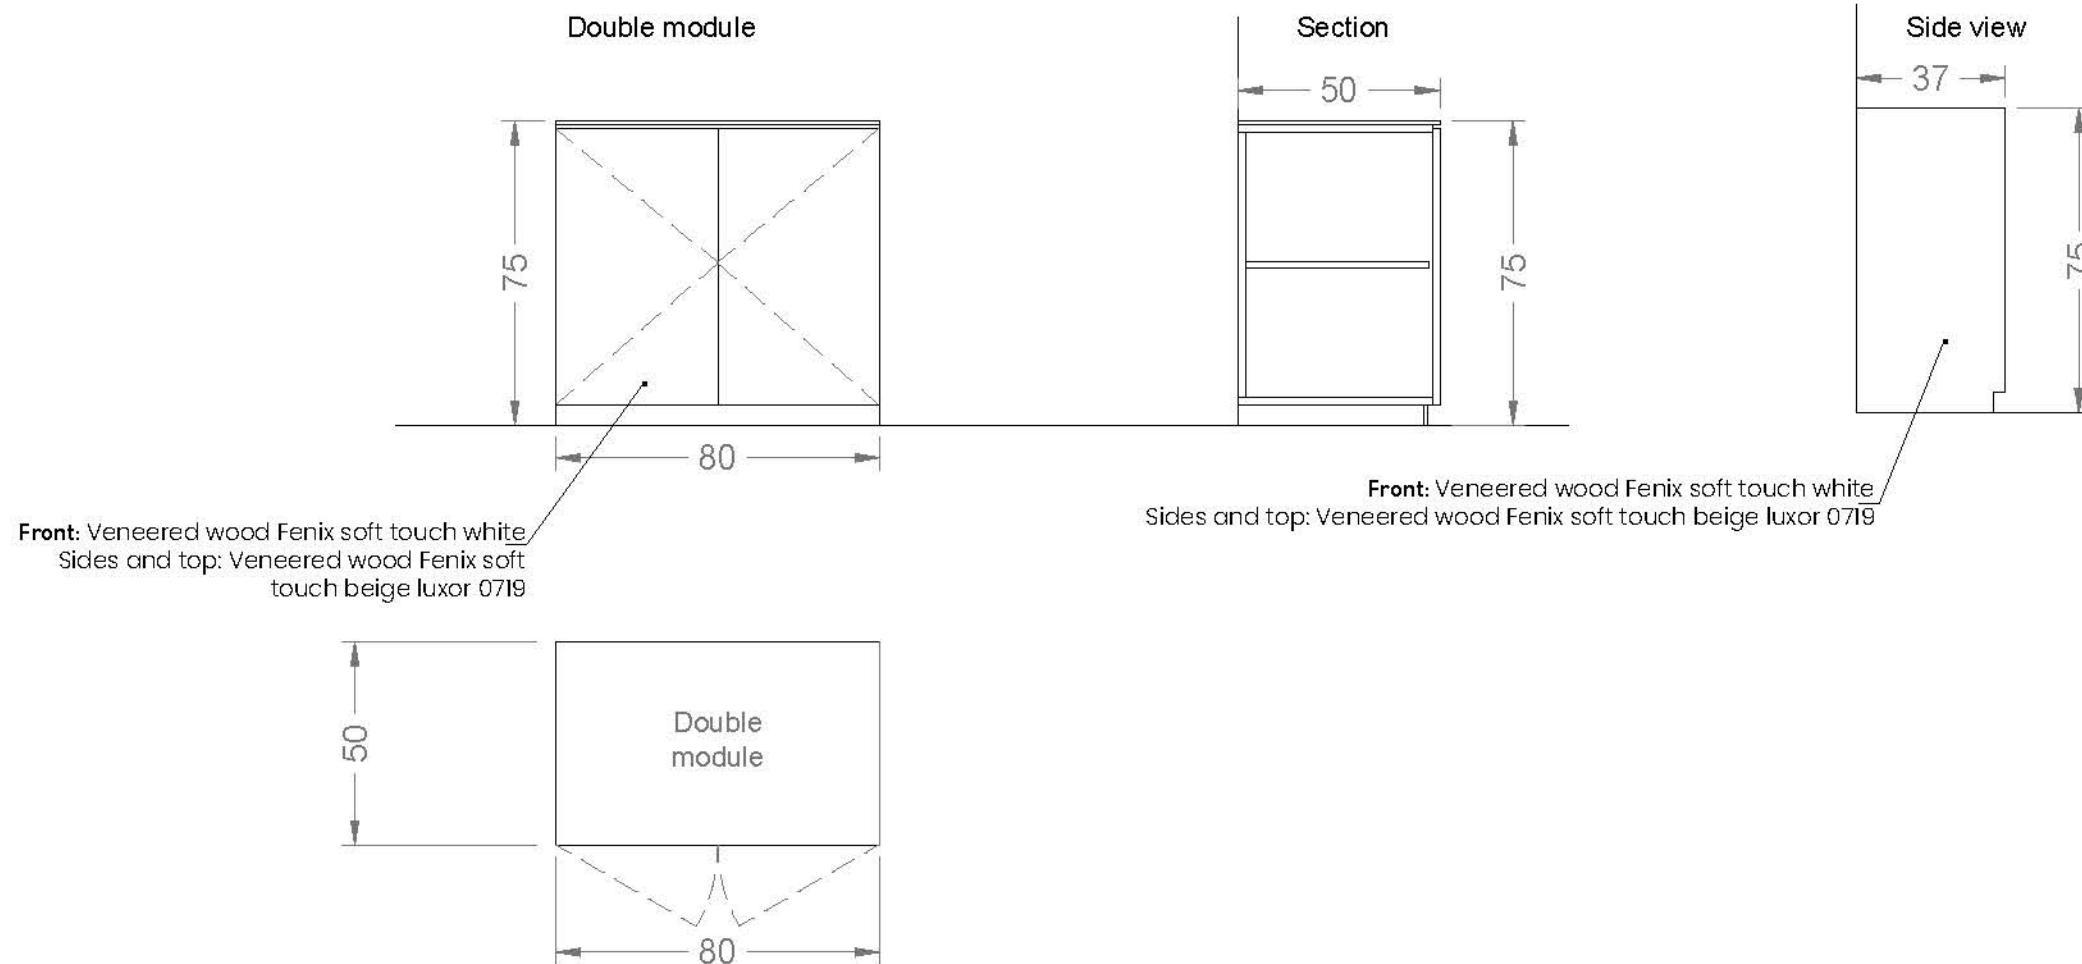 Double module
Section
Side view
50
37
75
75
75
80
Front: Veneered wood Fenix soft touch white
Sides and top: Veneered wood Fenix soft touch beige luxor 0719
Front: Veneered wood Fenix soft touch white
Sides and top: Veneered wood Fenix soft
touch beige luxor 0719
50
Double
module
80